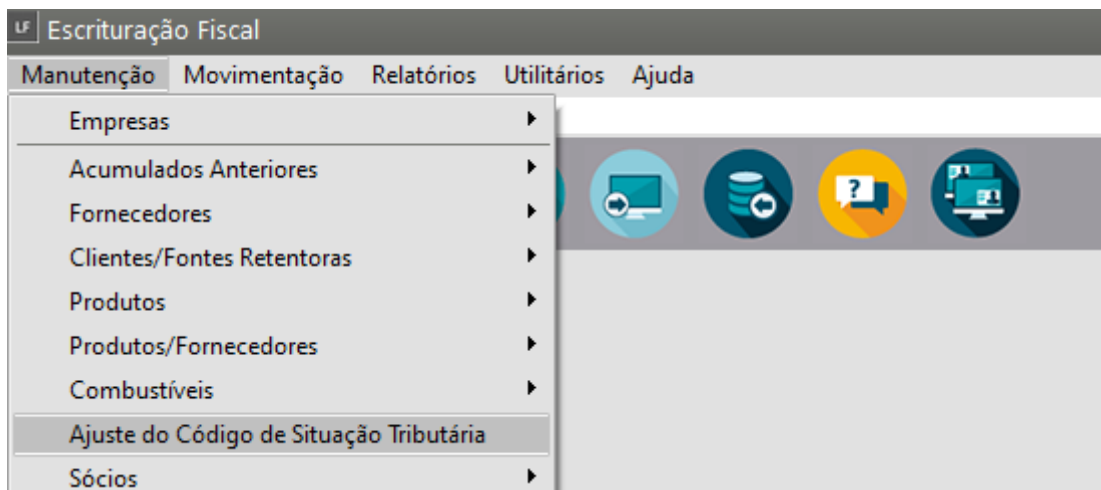 LF Escrituração Fiscal
Manutenção Movimentação Relatórios Utilitários Ajuda
Empresas
Acumulados Anteriores
Fornecedores
Clientes/Fontes Retentoras
Produtos
Produtos/Fornecedores
Combustíveis
Ajuste do Código de Situação Tributária
Sócios
?